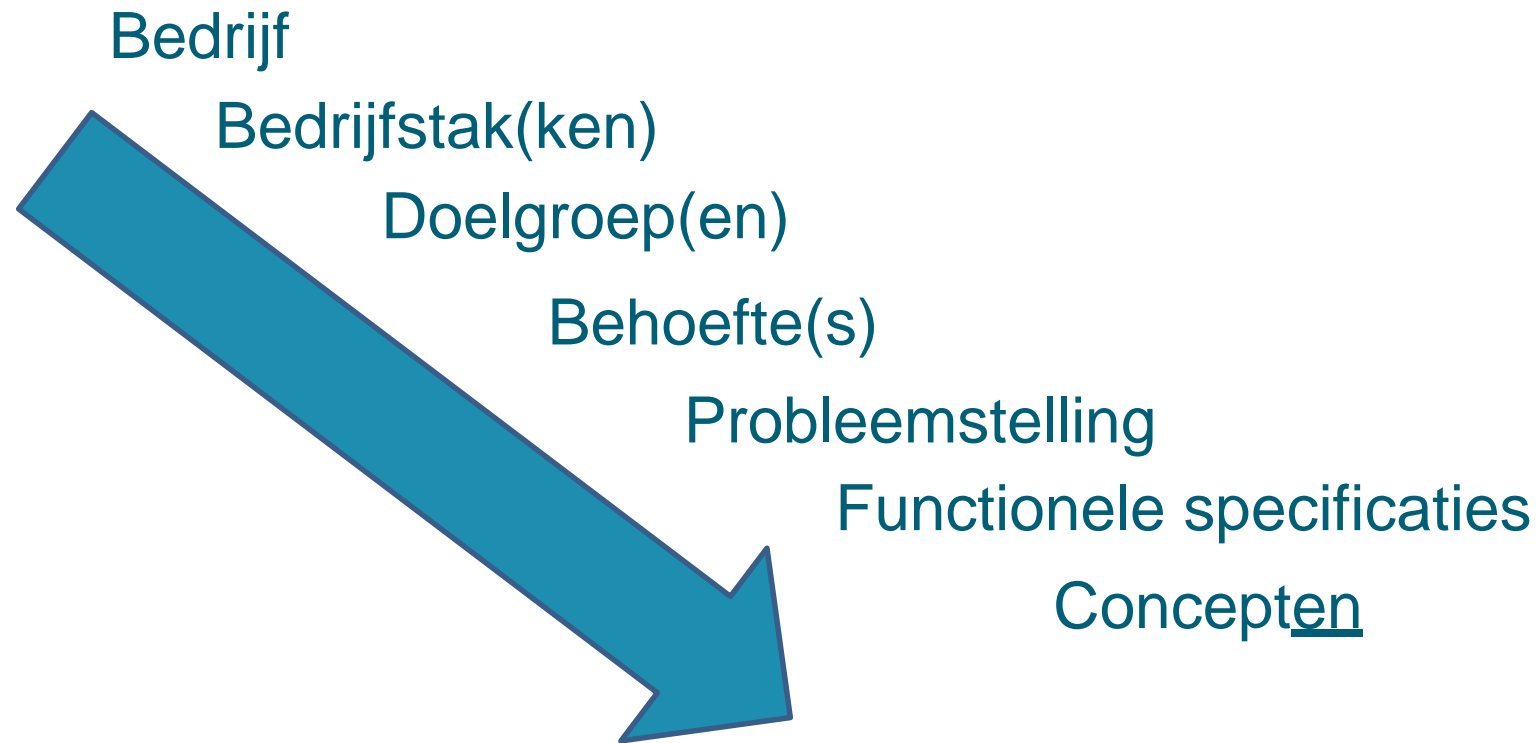 Bedrijf
Bedrijfstak(ken)
Doelgroep(en)
Behoefte(s)
Probleemstelling
Functionele specificaties
Concepten